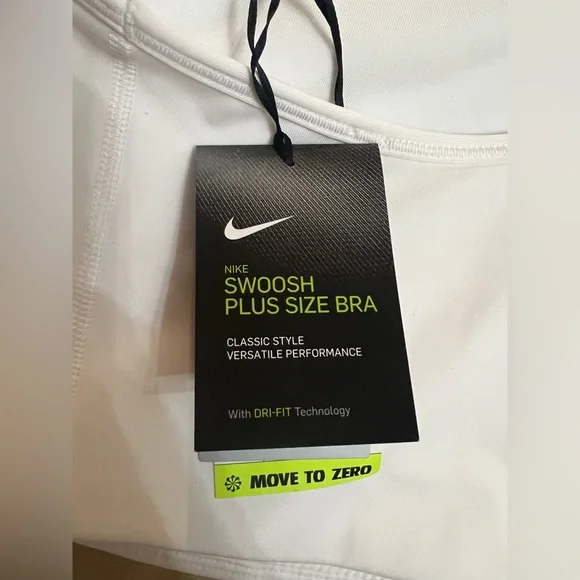 NIKE
SWOOSH
PLUS SIZE BRA
CLASSIC STYLE
VERSATILE PERFORMANCE
With DRI-FIT Technology
MOVE TO ZERO